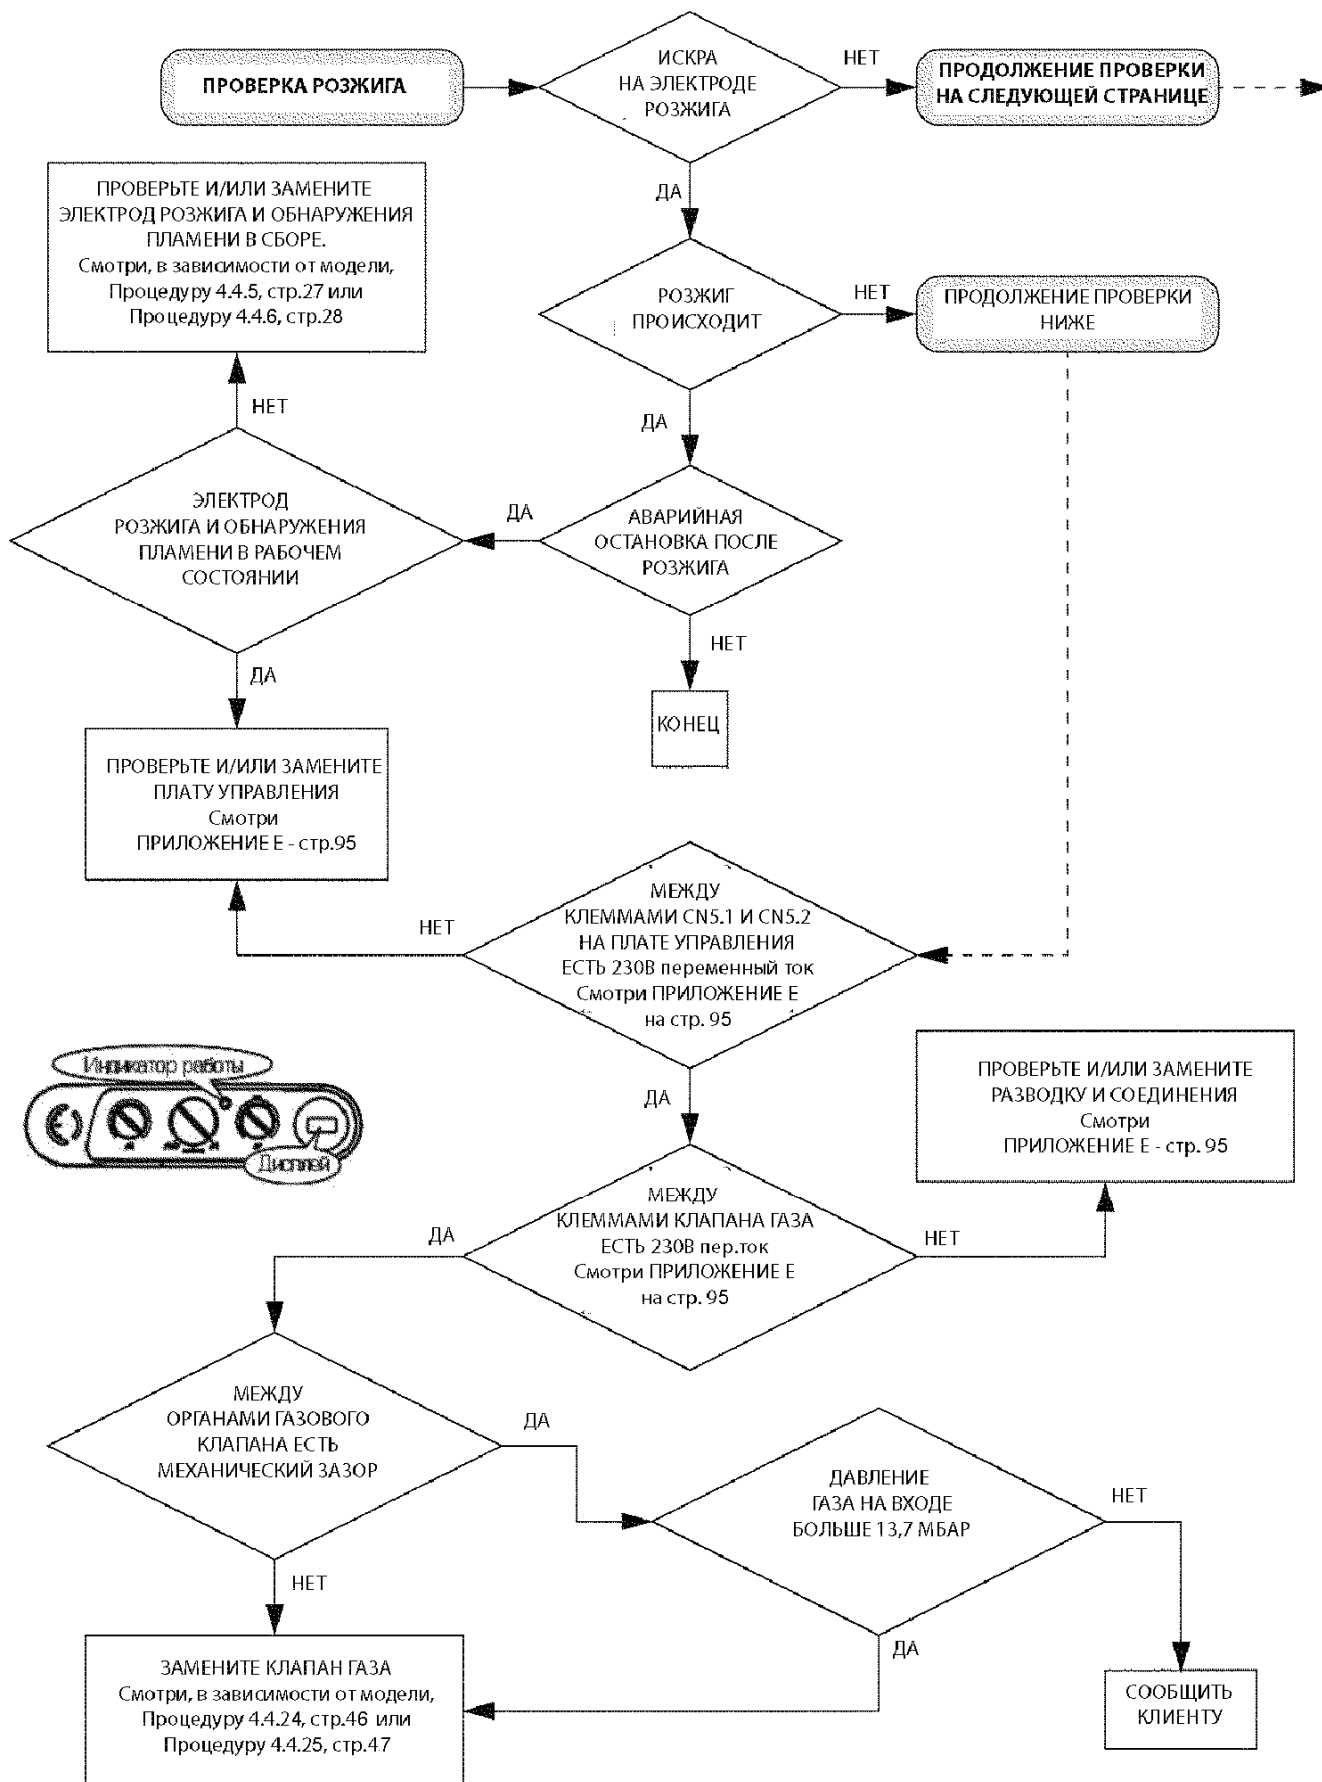 ПРОВЕРКА РОЗЖИГА
ИСКРА
НА ЭЛЕКТРОДЕ
РОЗЖИГА
НЕТ
ПРОДОЛЖЕНИЕ ПРОВЕРКИ
НА СЛЕДУЮЩЕЙ СТРАНИЦЕ
ДА
ПРОВЕРЬТЕ И/ИЛИ ЗАМЕНИТЕ
ЭЛЕКТРОД РОЗЖИГА И ОБНАРУЖЕНИЯ
ПЛАМЕНИ В СБОРЕ.
Смотри, в зависимости от модели,
Процедуру 4.4.5, стр.27 или
Процедуру 4.4.6, стр.28
РОЗЖИГ
ПРОИСХОДИТ
НЕТ
ПРОДОЛЖЕНИЕ ПРОВЕРКИ
НИЖЕ
НЕТ
ДА
ЭЛЕКТРОД
РОЗЖИГА И ОБНАРУЖЕНИЯ
ПЛАМЕНИ В РАБОЧЕМ
СОСТОЯНИИ
ДА
АВАРИЙНАЯ
ОСТАНОВКА ПОСЛЕ
РОЗЖИГА
НЕТ
ДА
КОНЕЦ
ПРОВЕРЬТЕ И/ИЛИ ЗАМЕНИТЕ
ПЛАТУ УПРАВЛЕНИЯ
Смотри
ПРИЛОЖЕНИЕ Е - стр.95
НЕТ
МЕЖДУ
КЛЕММАМИ CN5.1 И CN5.2
НА ПЛАТЕ УПРАВЛЕНИЯ
ЕСТЬ 230В переменный ток
Смотри ПРИЛОЖЕНИЕ Е
на стр. 95
Индикатор работы
Дисплей
ДА
ПРОВЕРЬТЕ И/ИЛИ ЗАМЕНИТЕ
РАЗВОДКУ И СОЕДИНЕНИЯ
Смотри
ПРИЛОЖЕНИЕ Е - стр. 95
ДА
МЕЖДУ
КЛЕММАМИ КЛАПАНА ГАЗА
ЕСТЬ 230В пер.ток
Смотри ПРИЛОЖЕНИЕ Е
на стр. 95
НЕТ
МЕЖДУ
ОРГАНАМИ ГАЗОВОГО
КЛАПАНА ЕСТЬ
МЕХАНИЧЕСКИЙ ЗАЗОР
ДА
ДАВЛЕНИЕ
ГАЗА НА ВХОДЕ
БОЛЬШЕ 13,7 МБАР
НЕТ
НЕТ
ДА
ЗАМЕНИТЕ КЛАПАН ГАЗА
Смотри, в зависимости от модели,
Процедуру 4.4.24, стр.46 или
Процедуру 4.4.25, стр.47
СООБЩИТЬ
КЛИЕНТУ